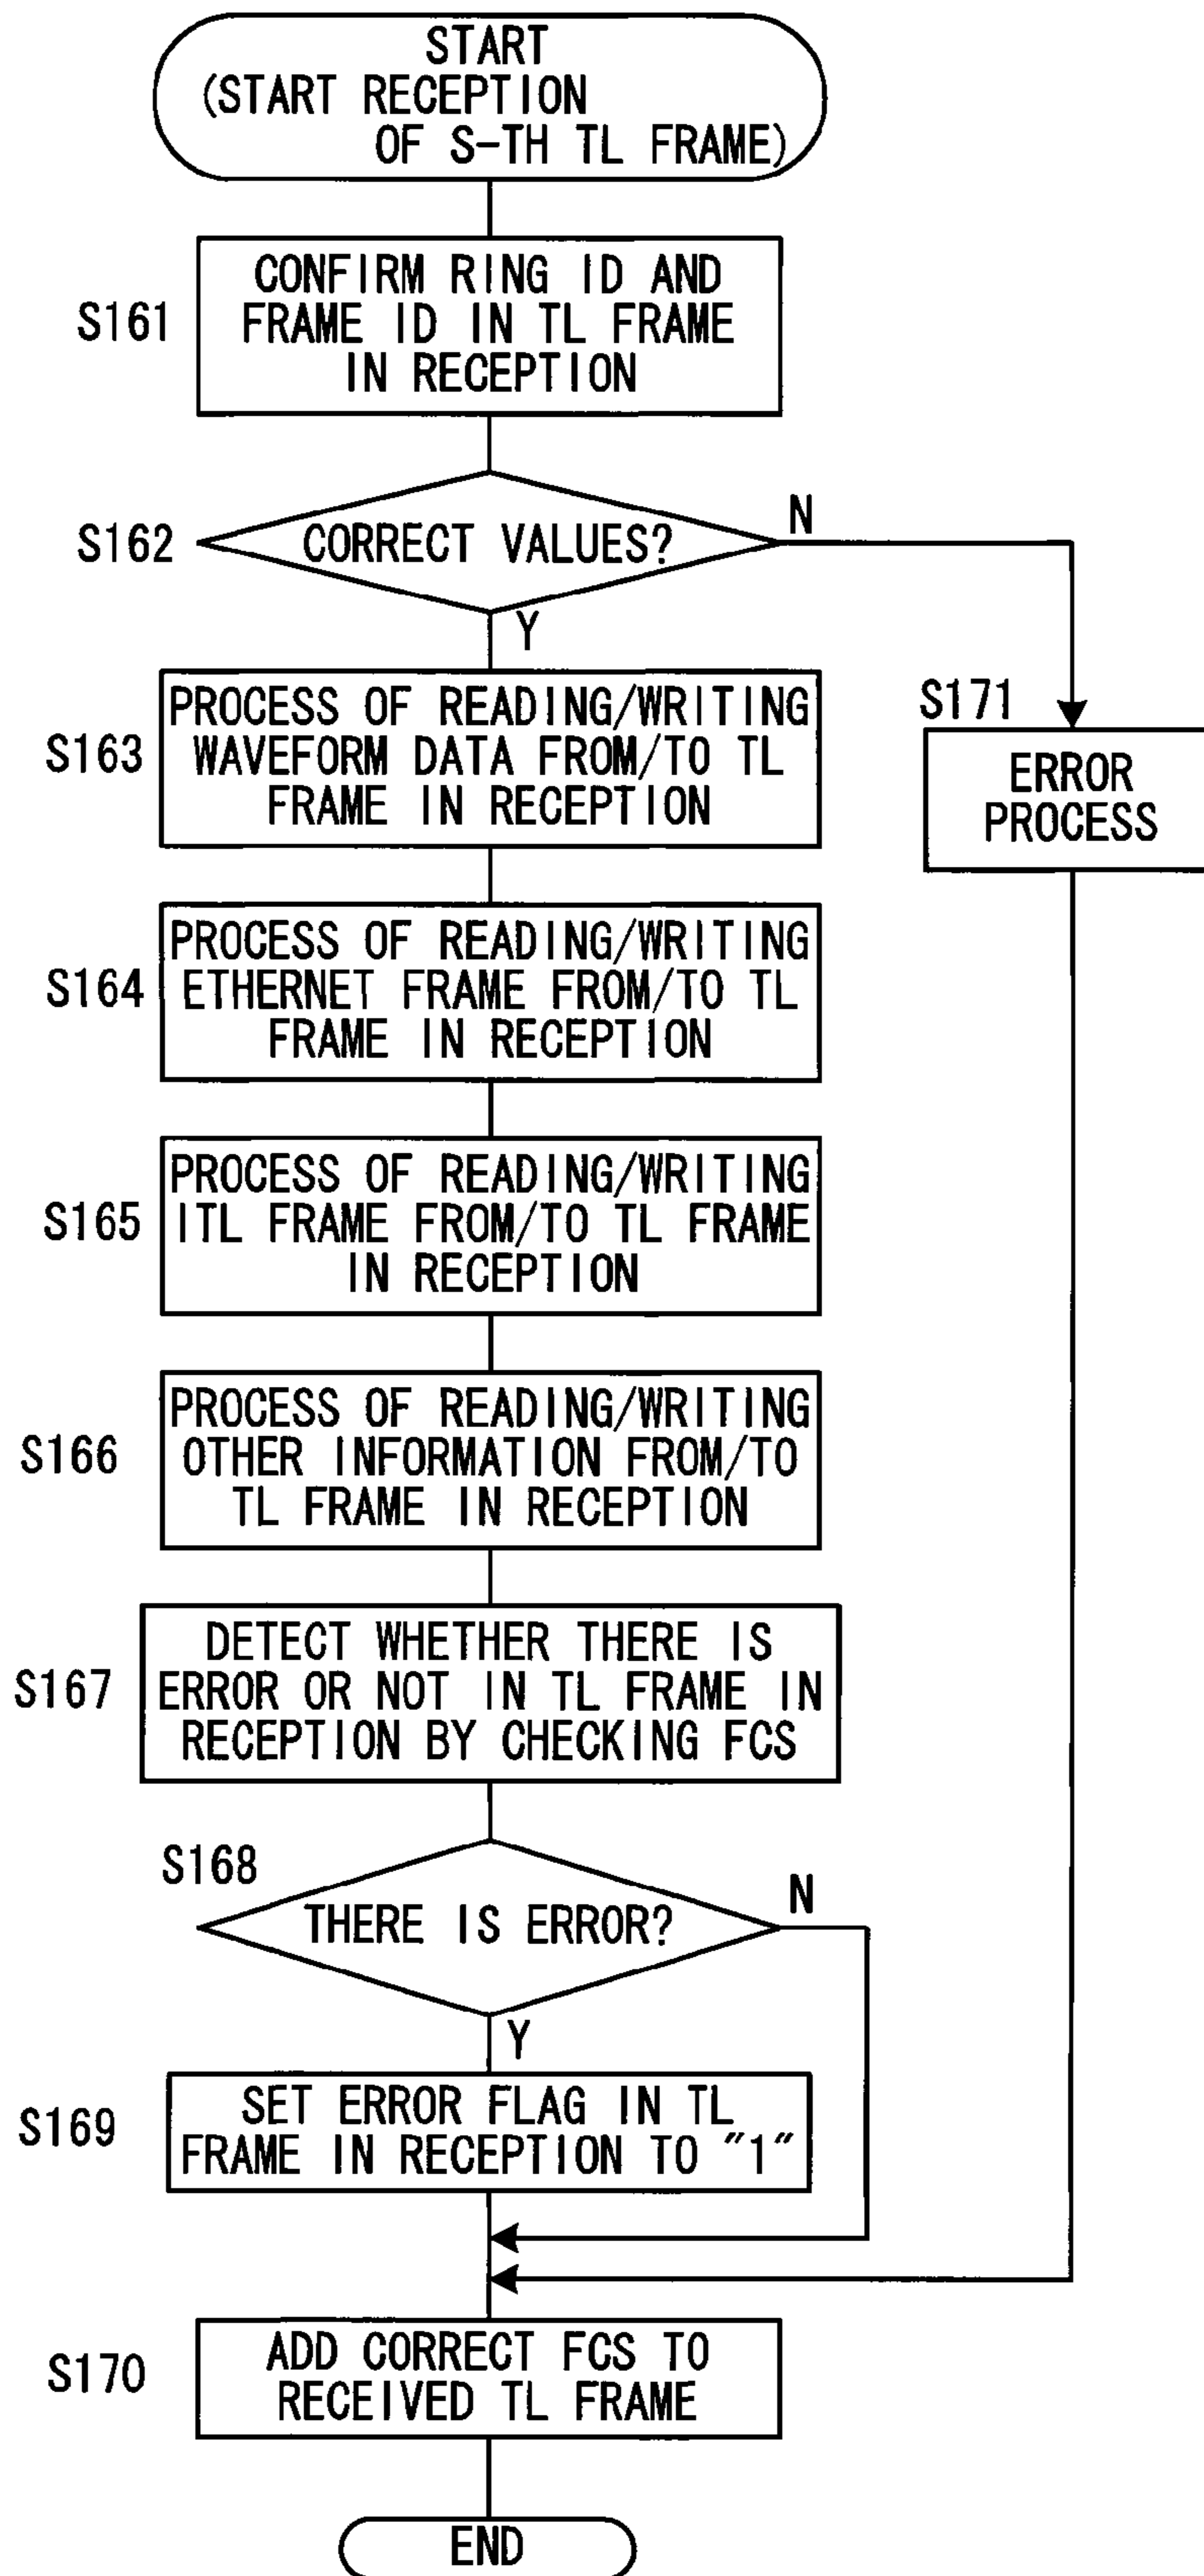 START
(START RECEPTION
OF S-TH TL FRAME)
S161
CONFIRM RING ID AND
FRAME ID IN TL FRAME
IN RECEPTION
S162
CORRECT VALUES?
N
Y
S163
PROCESS OF READING/WRITING
WAVEFORM DATA FROM/TO TL
FRAME IN RECEPTION
S171
ERROR
PROCESS
S164
PROCESS OF READING/WRITING
ETHERNET FRAME FROM/TO TL
FRAME IN RECEPTION
S165
PROCESS OF READING/WRITING
ITL FRAME FROM/TO TL FRAME
IN RECEPTION
S166
PROCESS OF READING/WRITING
OTHER INFORMATION FROM/TO
TL FRAME IN RECEPTION
S167
DETECT WHETHER THERE IS
ERROR OR NOT IN TL FRAME IN
RECEPTION BY CHECKING FCS
S168
THERE IS ERROR?
N
Y
S169
SET ERROR FLAG IN TL
FRAME IN RECEPTION TO "1"
S170
ADD CORRECT FCS TO
RECEIVED TL FRAME
END